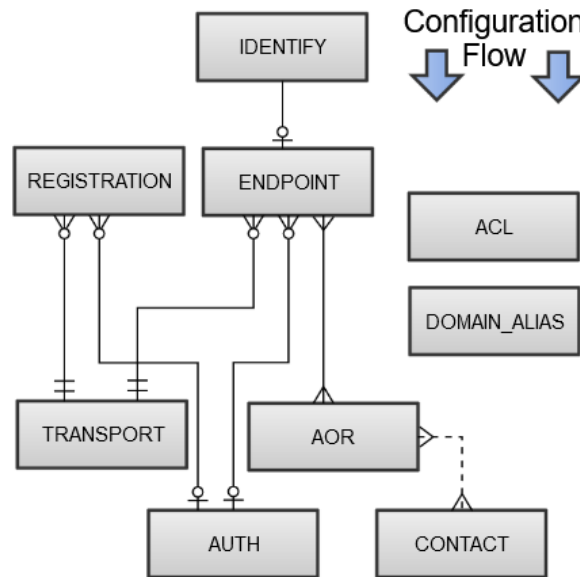 Configuration
Flow
IDENTIFY
REGISTRATION
ENDPOINT
ACL
DOMAIN_ALIAS
TRANSPORT
AOR
AUTH
CONTACT